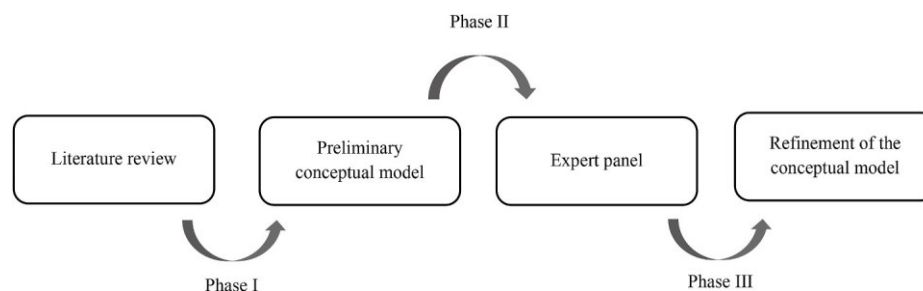 Phase II
Literature review
Preliminary
conceptual model
Expert panel
Refinement of the
conceptual model
Phase I
Phase III